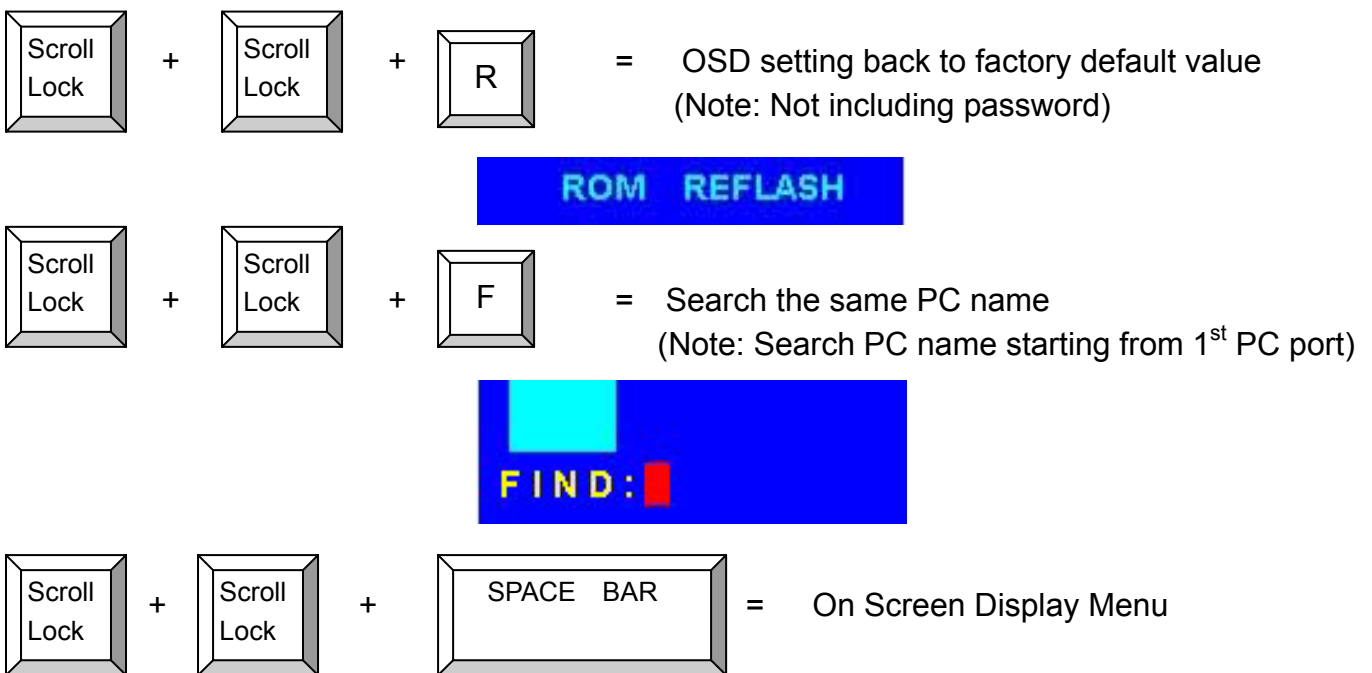 Scroll Lock + Scroll Lock + R = OSD setting back to factory default value
(Note: Not including password)
ROM REFLASH
Scroll Lock + Scroll Lock + F = Search the same PC name
(Note: Search PC name starting from 1st PC port)
FIND:
Scroll Lock + Scroll Lock + SPACE BAR = On Screen Display Menu